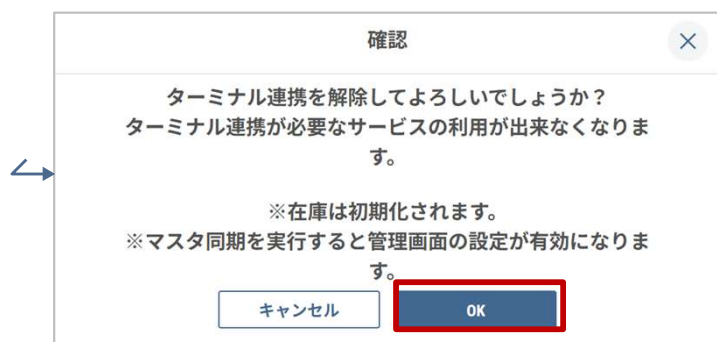 確認
ターミナル連携を解除してよろしいでしょうか？
ターミナル連携が必要なサービスの利用が出来なくなりま
す。
※在庫は初期化されます。
※マスタ同期を実行すると管理画面の設定が有効になりま
す。
キャンセル
OK